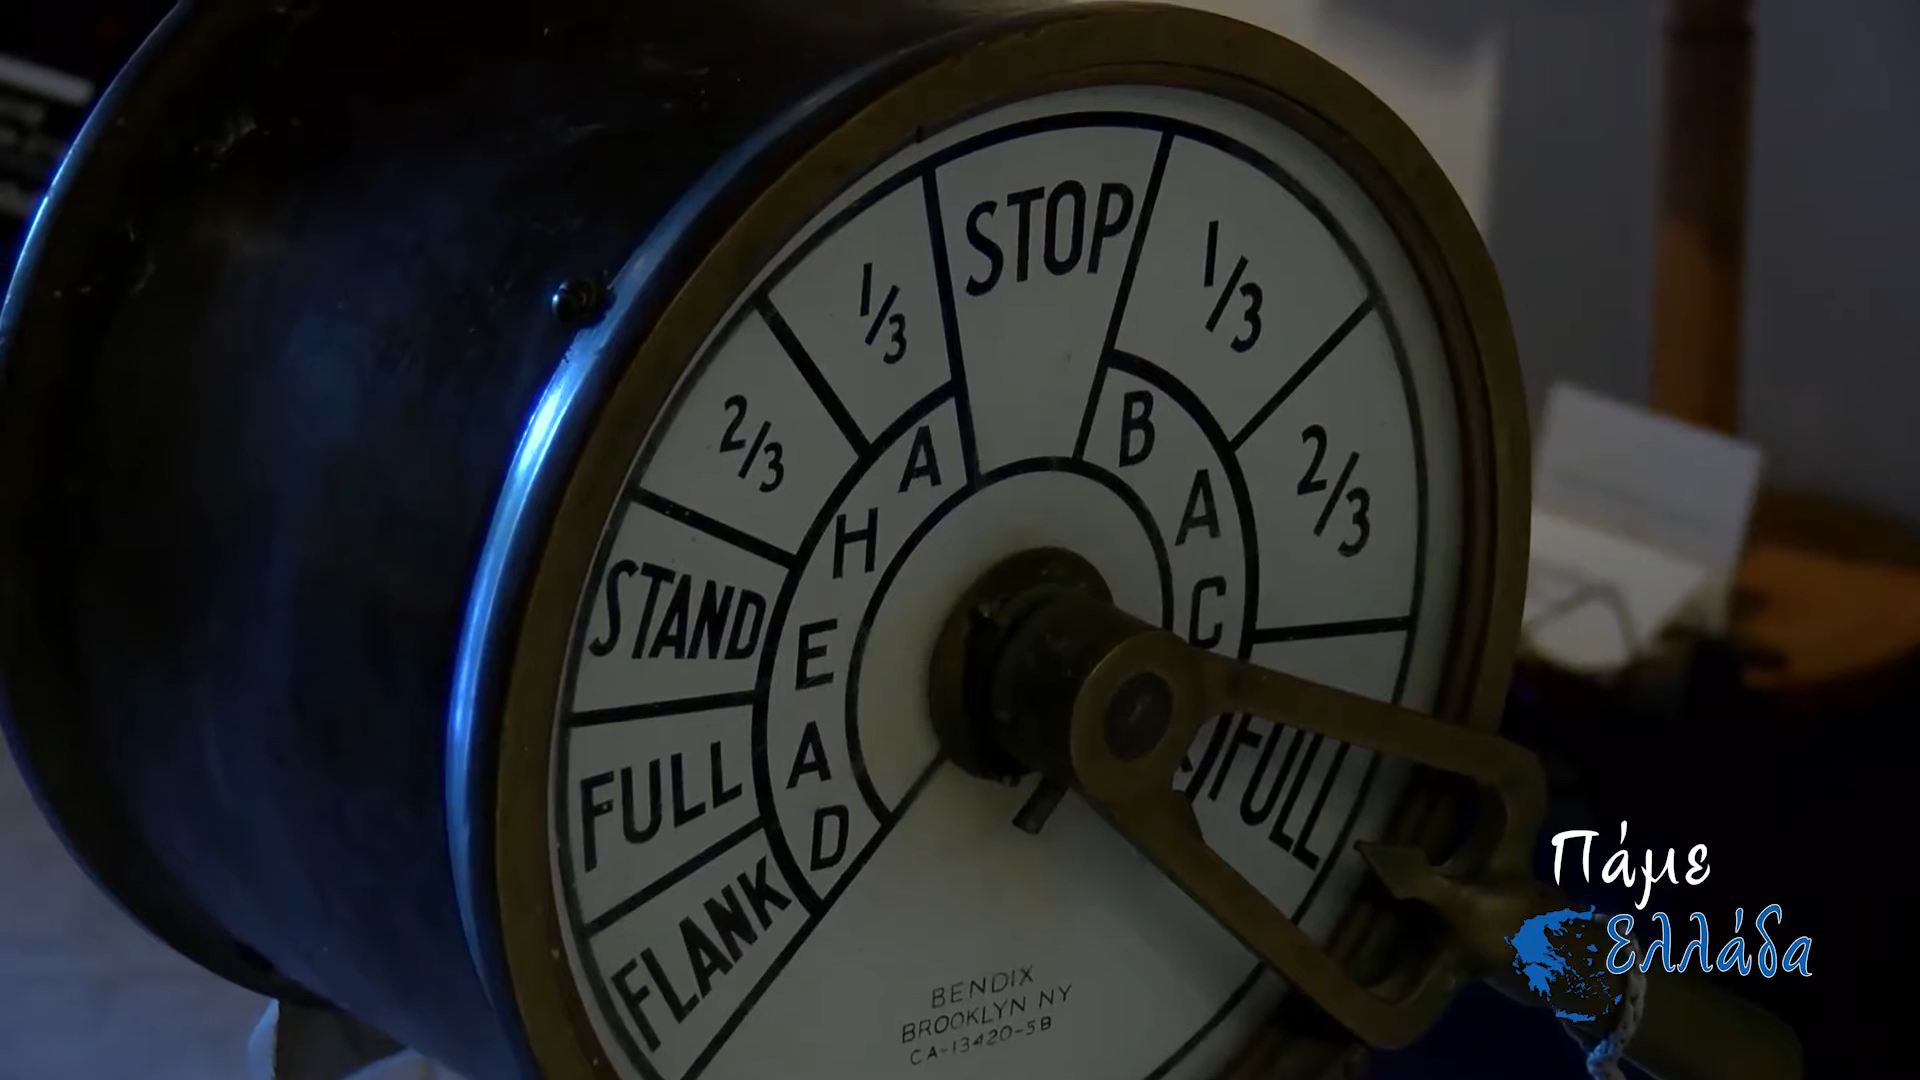 STOP
1/3
1/3
2/3
2/3
STAND
FULL
FLANK
AHEAD
BAC
FULL
BENDIX
BROOKLYN NY
CA-13420-5B
Πάμε
Ελλάδα